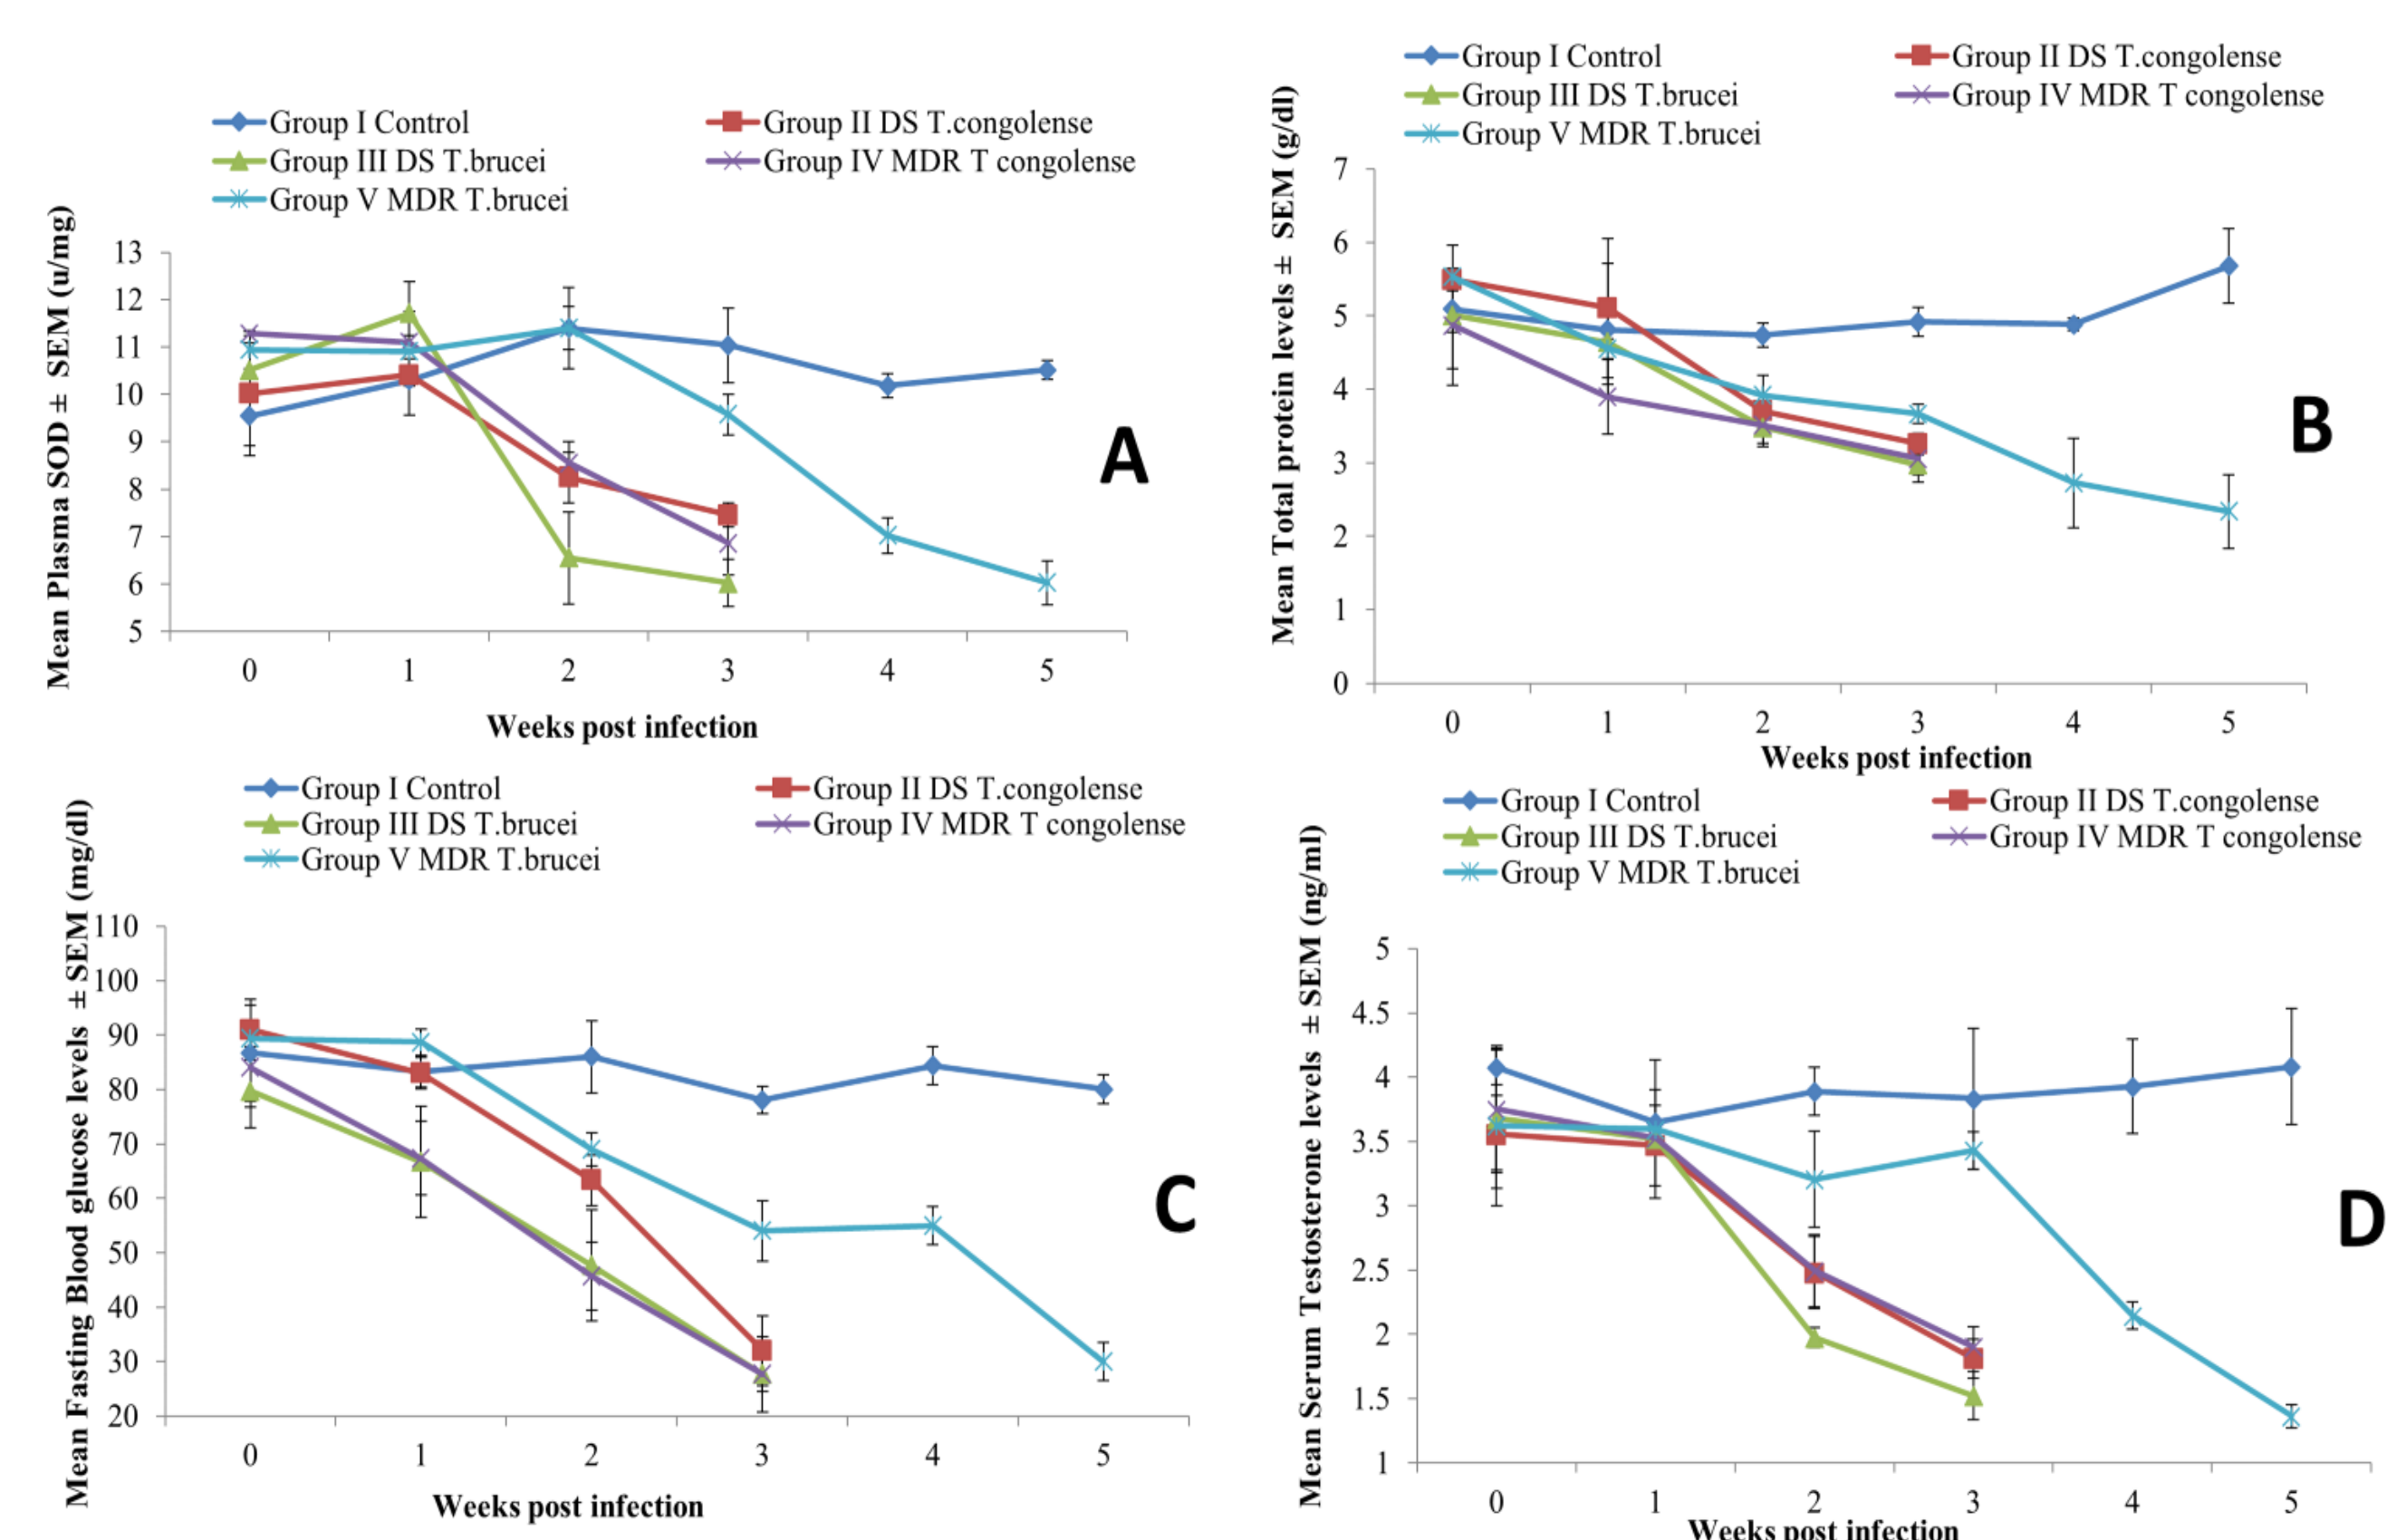 Group I Control
Group II DS T.congolense
Group III DS T.brucei
Group IV MDR T congolense
Group V MDR T.brucei
Mean Plasma SOD ± SEM (u/mg)
13
12
11
10
9
8
7
6
5
0 1 2 3 4 5
Weeks post infection
A
Group I Control
Group II DS T.congolense
Group III DS T.brucei
Group IV MDR T congolense
Group V MDR T.brucei
Mean Total protein levels ± SEM (g/dl)
7
6
5
4
3
2
1
0
0 1 2 3 4 5
Weeks post infection
B
Group I Control
Group II DS T.congolense
Group III DS T.brucei
Group IV MDR T congolense
Group V MDR T.brucei
Mean Fasting Blood glucose levels ± SEM (mg/dl)
110
100
90
80
70
60
50
40
30
20
0 1 2 3 4 5
Weeks post infection
C
Group I Control
Group II DS T.congolense
Group III DS T.brucei
Group IV MDR T congolense
Group V MDR T.brucei
Mean Serum Testosterone levels ± SEM (ng/ml)
5
4.5
4
3.5
3
2.5
2
1.5
1
0 1 2 3 4 5
Weeks post infection
D